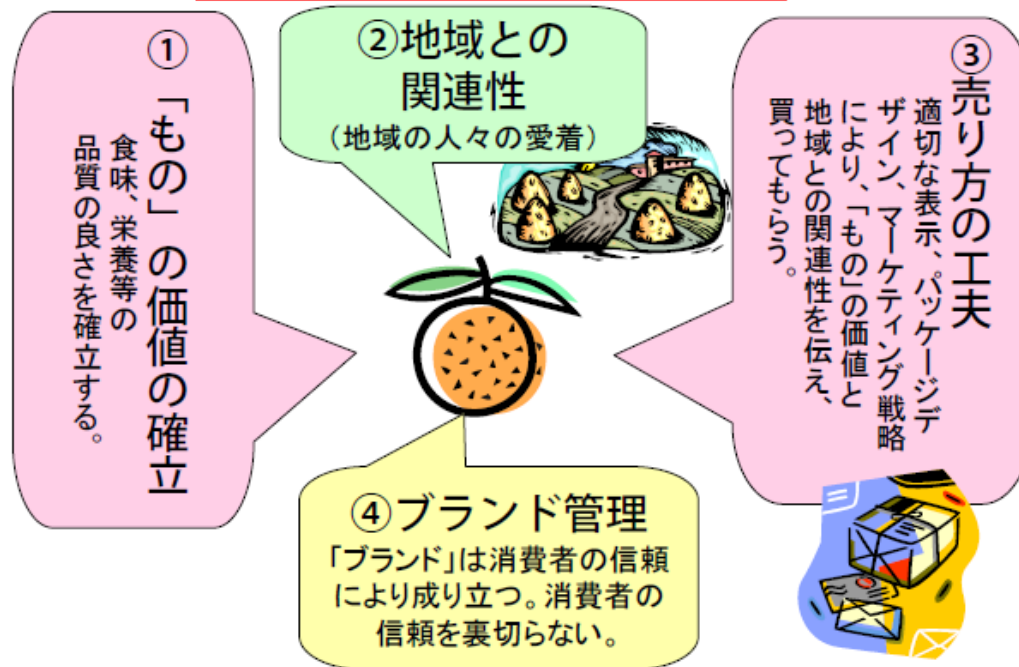 ①
「もの」の価値の確立
食味、栄養等の
品質の良さを確立する。
②地域との
関連性
（地域の人々の愛着）
③売り方の工夫
適切な表示、パッケージデ
ザイン、マーケティング戦略
により、「もの」の価値と
地域との関連性を伝え、
買ってもらう。
④ブランド管理
「ブランド」は消費者の信頼
により成り立つ。消費者の
信頼を裏切らない。